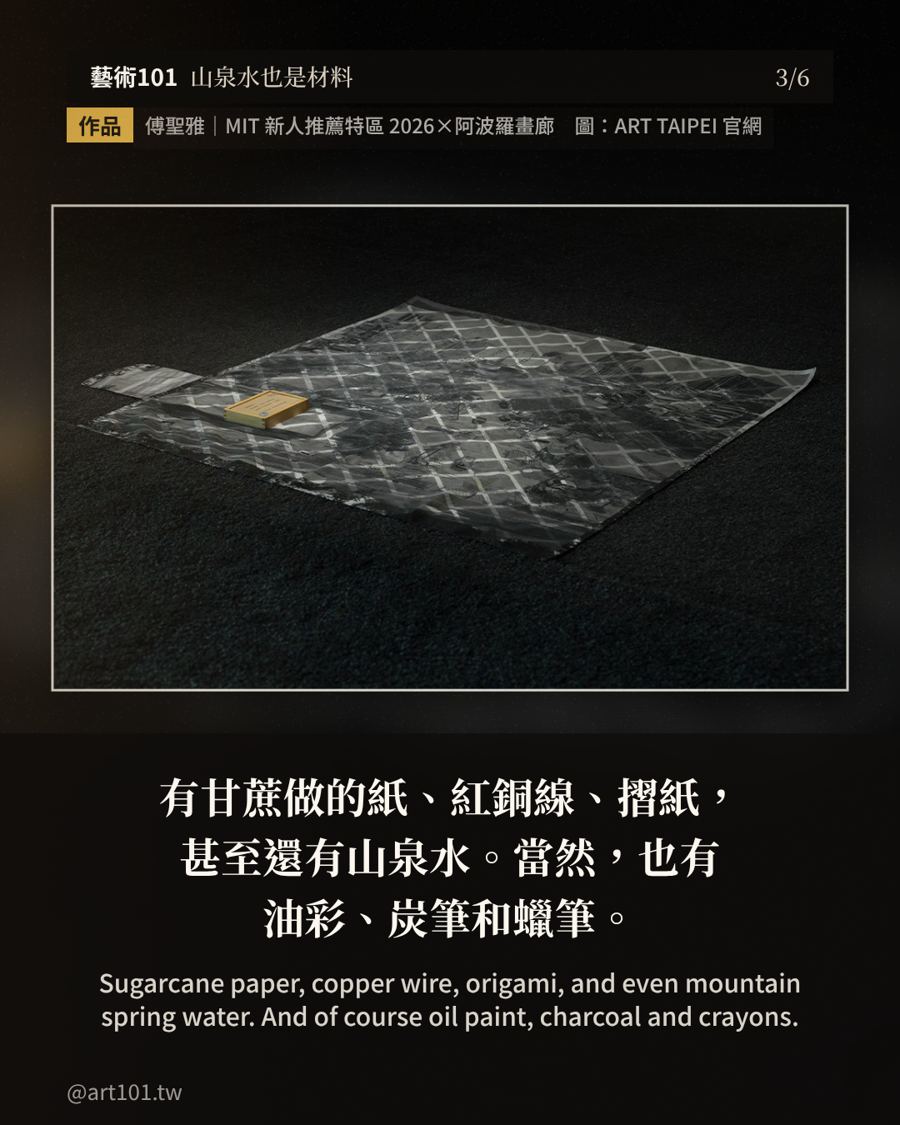 藝術101 山泉水也是材料 3/6
作品 傅聖雅｜MIT 新人推薦特區 2026×阿波羅畫廊 圖：ART TAIPEI 官網
有甘蔗做的紙、紅銅線、摺紙，
甚至還有山泉水。當然，也有
油彩、炭筆和蠟筆。
Sugarcane paper, copper wire, origami, and even mountain
spring water. And of course oil paint, charcoal and crayons.
@art101.tw